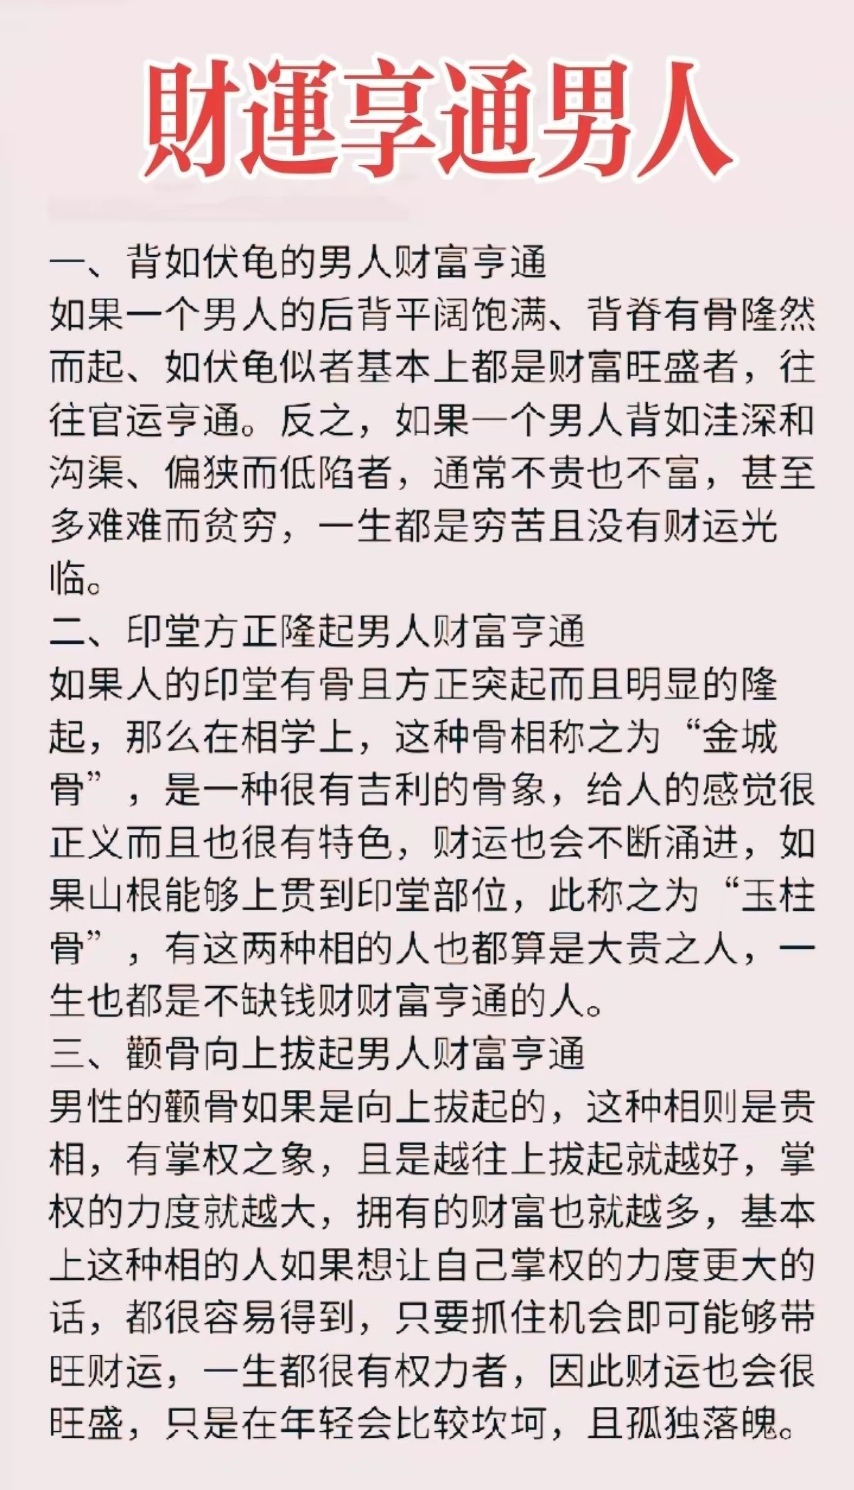 財運享通男人
一、背如伏龟的男人财富亨通
如果一个男人的后背平阔饱满、背脊有骨隆然
而起、如伏龟似者基本上都是财富旺盛者，往
往官运亨通。反之，如果一个男人背如洼深和
沟渠、偏狭而低陷者，通常不贵也不富，甚至
多难难而贫穷，一生都是穷苦且没有财运光
临。
二、印堂方正隆起男人财富亨通
如果人的印堂有骨且方正突起而且明显的隆
起，那么在相学上，这种骨相称之为“金城
骨”，是一种很有吉利的骨象，给人的感觉很
正义而且也很有特色，财运也会不断涌进，如
果山根能够上贯到印堂部位，此称之为“玉柱
骨”，有这两种相的人也都算是大贵之人，一
生也都是不缺钱财财富亨通的人。
三、颧骨向上拔起男人财富亨通
男性的颧骨如果是向上拔起的，这种相则是贵
相，有掌权之象，且是越往上拔起就越好，掌
权的力度就越大，拥有的财富也就越多，基本
上这种相的人如果想让自己掌权的力度更大的
话，都很容易得到，只要抓住机会即可能够带
旺财运，一生都很有权力者，因此财运也会很
旺盛，只是在年轻会比较坎坷，且孤独落魄。